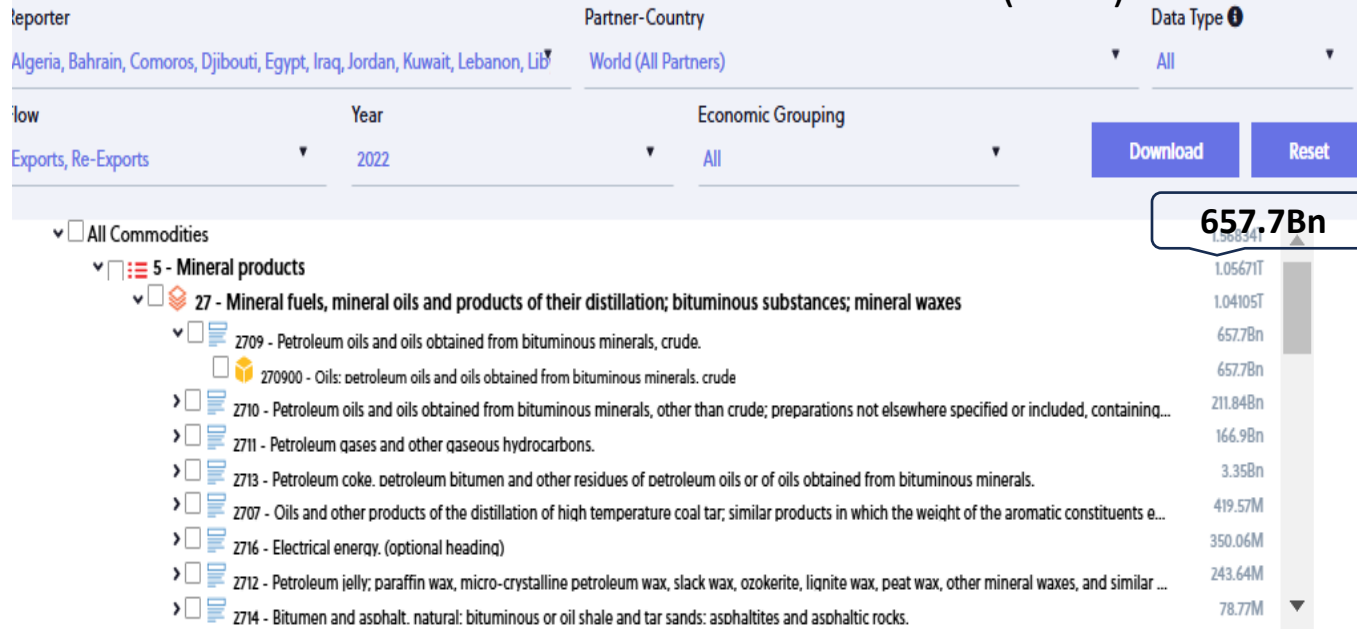 Reporter Partner-Country Data Type
Algeria, Bahrain, Comoros, Djibouti, Egypt, Iraq, Jordan, Kuwait, Lebanon, Lib World (All Partners) All
Flow Year Economic Grouping
Exports, Re-Exports 2022 All Download Reset
657.7Bn
All Commodities 1.56834T
5 - Mineral products 1.05671T
27 - Mineral fuels, mineral oils and products of their distillation; bituminous substances; mineral waxes 1.04105T
2709 - Petroleum oils and oils obtained from bituminous minerals, crude. 657.7Bn
270900 - Oils: petroleum oils and oils obtained from bituminous minerals. crude 657.7Bn
2710 - Petroleum oils and oils obtained from bituminous minerals, other than crude; preparations not elsewhere specified or included, containing... 211.84Bn
2711 - Petroleum gases and other gaseous hydrocarbons. 166.9Bn
2713 - Petroleum coke. petroleum bitumen and other residues of petroleum oils or of oils obtained from bituminous minerals. 3.35Bn
2707 - Oils and other products of the distillation of high temperature coal tar; similar products in which the weight of the aromatic constituents e... 419.57M
2716 - Electrical energy. (optional heading) 350.06M
2712 - Petroleum jelly; paraffin wax, micro-crystalline petroleum wax, slack wax, ozokerite, lignite wax, peat wax, other mineral waxes, and similar ... 243.64M
2714 - Bitumen and asphalt. natural: bituminous or oil shale and tar sands: asphaltites and asphaltic rocks. 78.77M